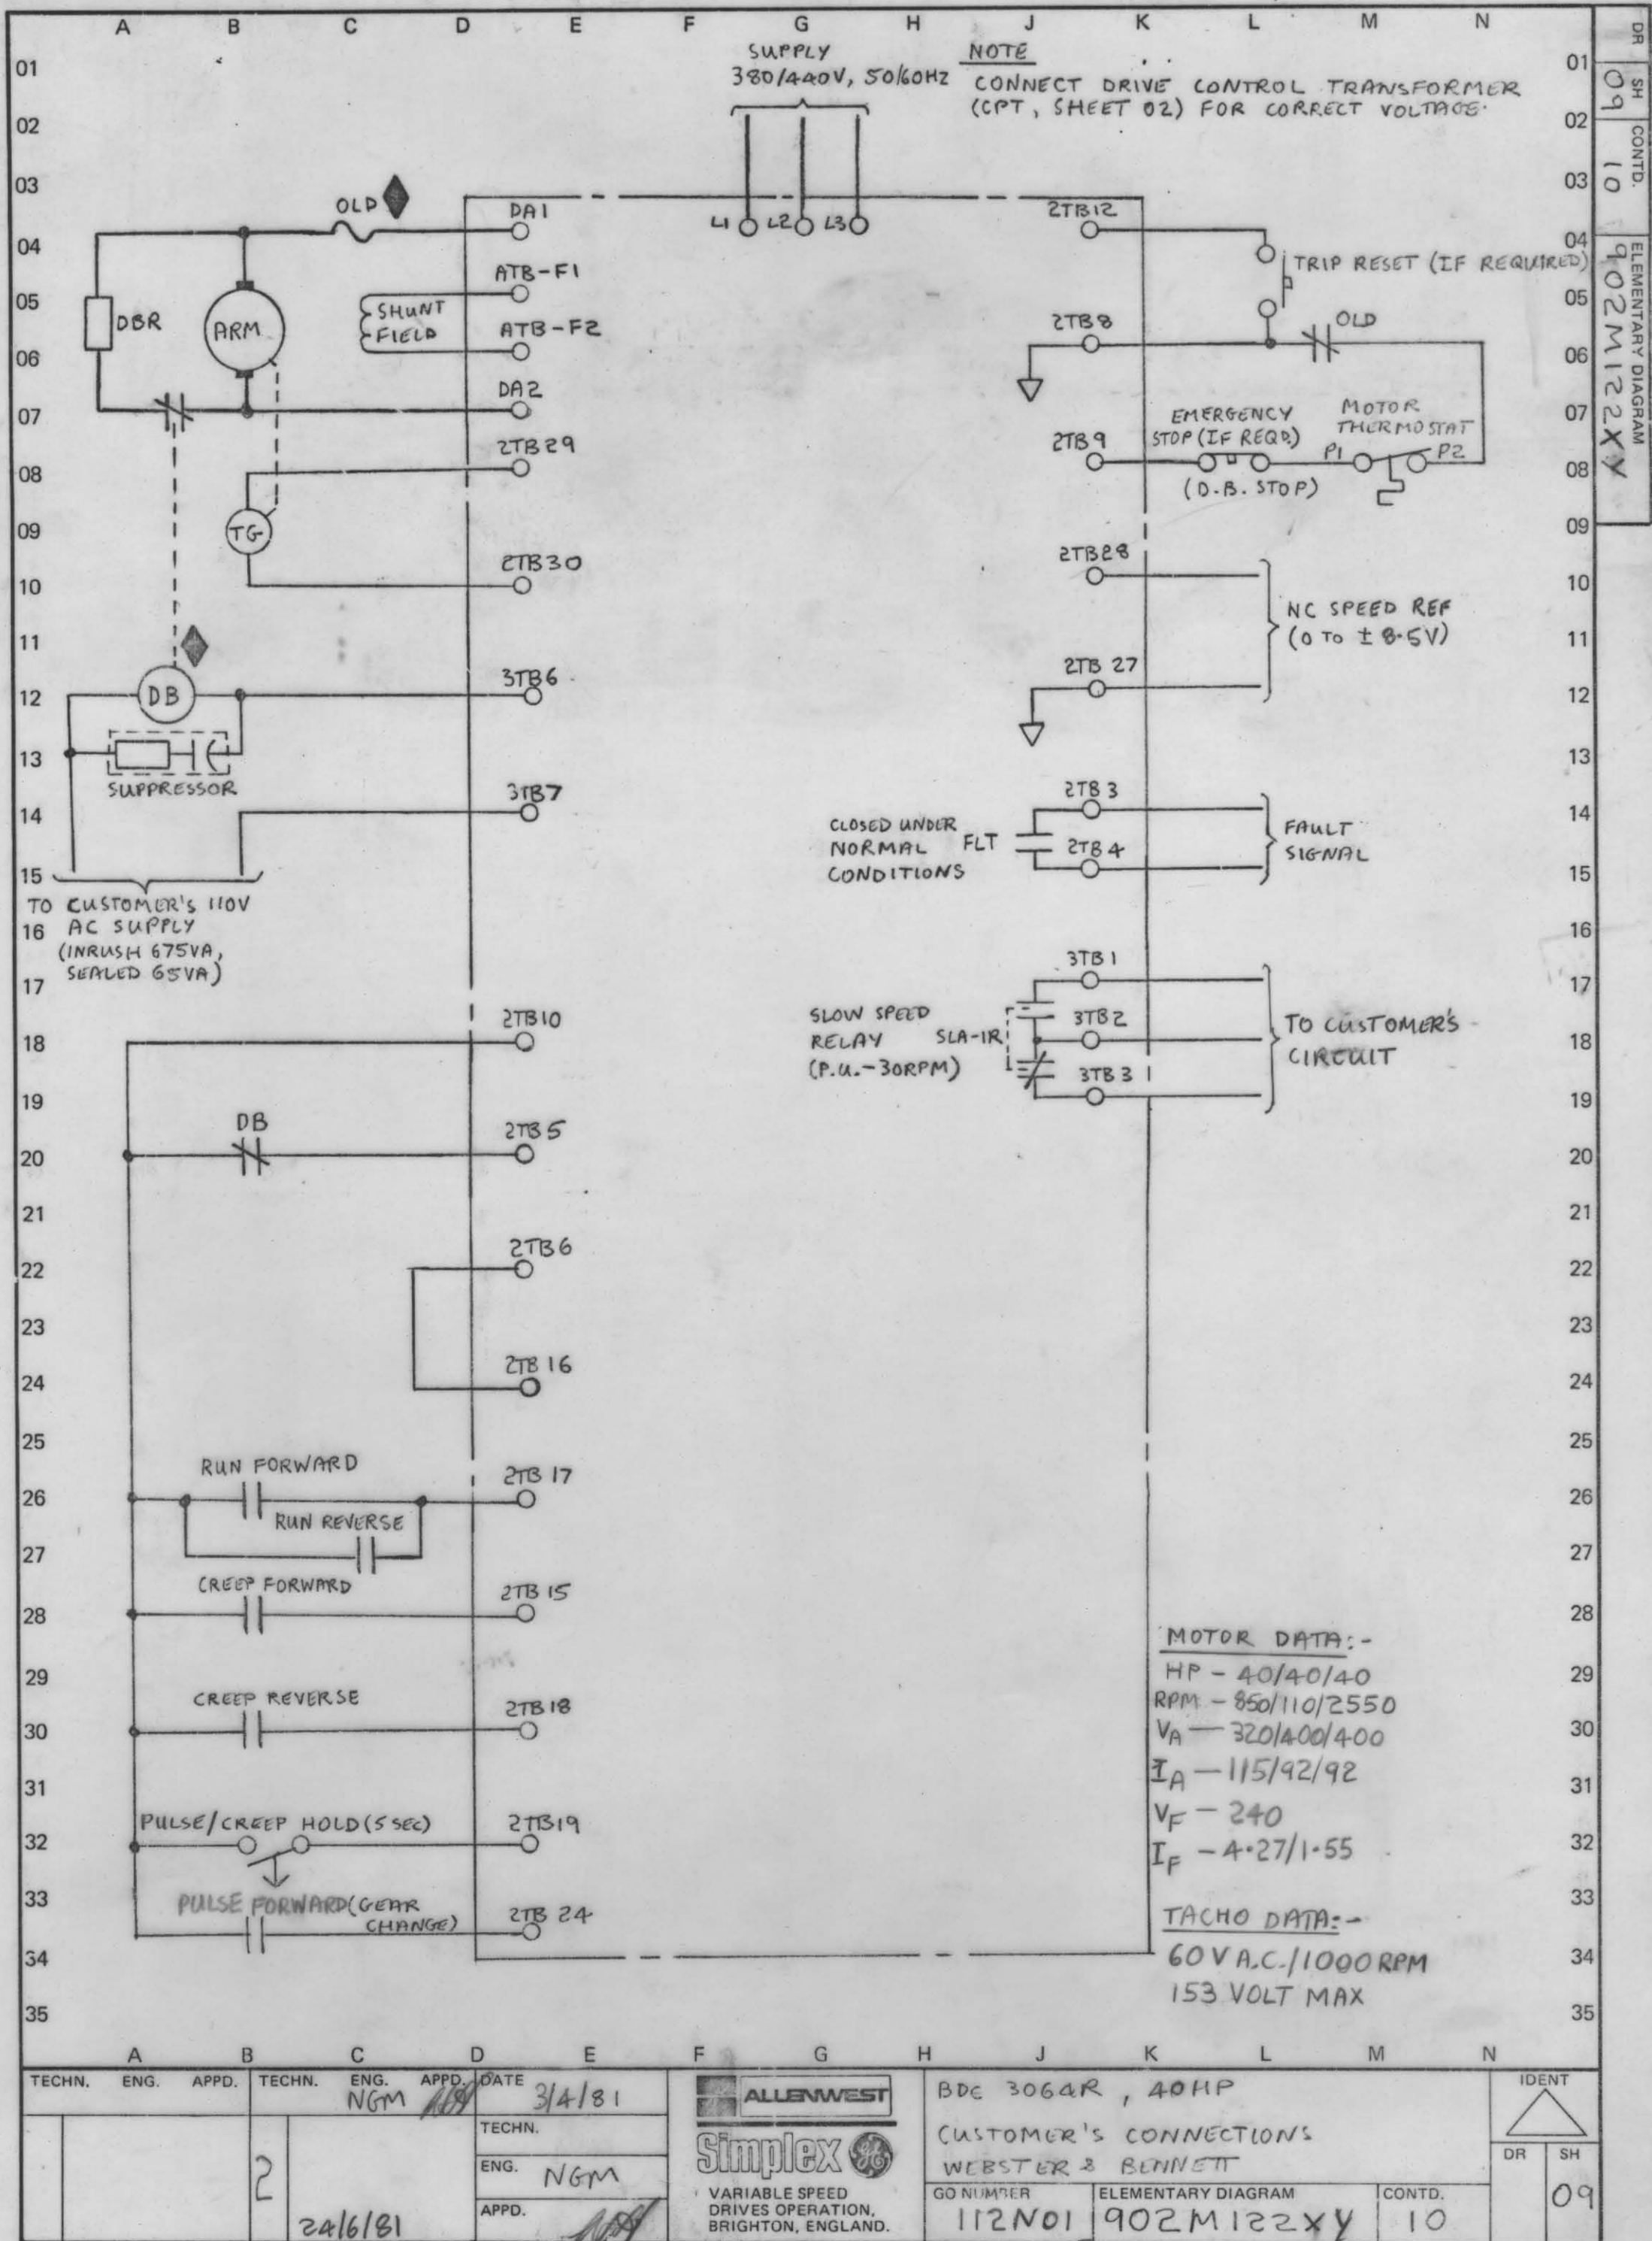 A B C D E F G H J K L M N
SUPPLY
380/440V, 50/60HZ
NOTE
CONNECT DRIVE CONTROL TRANSFORMER
(CPT, SHEET 02) FOR CORRECT VOLTAGE.
DR SH 09 CONTD. 10 ELEMENTARY DIAGRAM 902M122XY
01 01
02 02
03 03
04 04
05 05
06 06
07 07
08 08
09 09
10 10
11 11
12 12
13 13
14 14
15 15
16 16
17 17
18 18
19 19
20 20
21 21
22 22
23 23
24 24
25 25
26 26
27 27
28 28
29 29
30 30
31 31
32 32
33 33
34 34
35 35
OLD
DA1
L1 L2 L3
DBR
ARM
SHUNT
FIELD
ATB-F1
ATB-F2
DA2
2TB29
TG
2TB30
DB
3TB6
SUPPRESSOR
3TB7
TO CUSTOMER'S 110V
AC SUPPLY
(INRUSH 675VA,
SEALED 65VA)
2TB10
DB
2TB5
2TB6
2TB16
RUN FORWARD
2TB17
RUN REVERSE
CREEP FORWARD
2TB15
CREEP REVERSE
2TB18
PULSE/CREEP HOLD (5 SEC)
2TB19
PULSE FORWARD (GEAR
CHANGE)
2TB 24
2TB12
TRIP RESET (IF REQUIRED)
2TB8
OLD
EMERGENCY
STOP (IF REQD.)
MOTOR
THERMOSTAT
2TB9
P1 P2
(D.B. STOP)
2TB28
NC SPEED REF
(0 TO ± 8.5V)
2TB 27
2TB 3
CLOSED UNDER
NORMAL
CONDITIONS
FLT
2TB 4
FAULT
SIGNAL
3TB1
SLOW SPEED
RELAY
(P.U.-30RPM)
SLA-1R
3TB2
3TB3
TO CUSTOMER'S
CIRCUIT
MOTOR DATA:-
HP - 40/40/40
RPM - 850/110/2550
VA — 320/400/400
IA — 115/92/92
VF - 240
IF - 4.27/1.55
TACHO DATA:-
60 V A.C./1000 RPM
153 VOLT MAX
A B C D E F G H J K L M N
TECHN. ENG. APPD. TECHN. ENG. APPD. DATE
NGM 3/4/81
TECHN.
ENG. NGM
APPD.
2
24/6/81
ALLENWEST
Simplex GE
VARIABLE SPEED
DRIVES OPERATION,
BRIGHTON, ENGLAND.
BDE 3064R, 40HP
CUSTOMER'S CONNECTIONS
WEBSTER & BENNETT
GO NUMBER ELEMENTARY DIAGRAM CONTD.
112N01 902M122XY 10
IDENT
DR SH
09